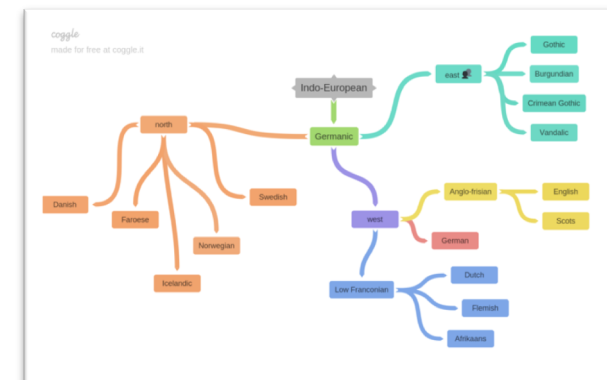 coggle
made for free at coggle.it
Indo-European
Germanic
north
Danish
Faroese
Icelandic
Norwegian
Swedish
east
Gothic
Burgundian
Crimean Gothic
Vandalic
west
Anglo-frisian
English
Scots
German
Low Franconian
Dutch
Flemish
Afrikaans